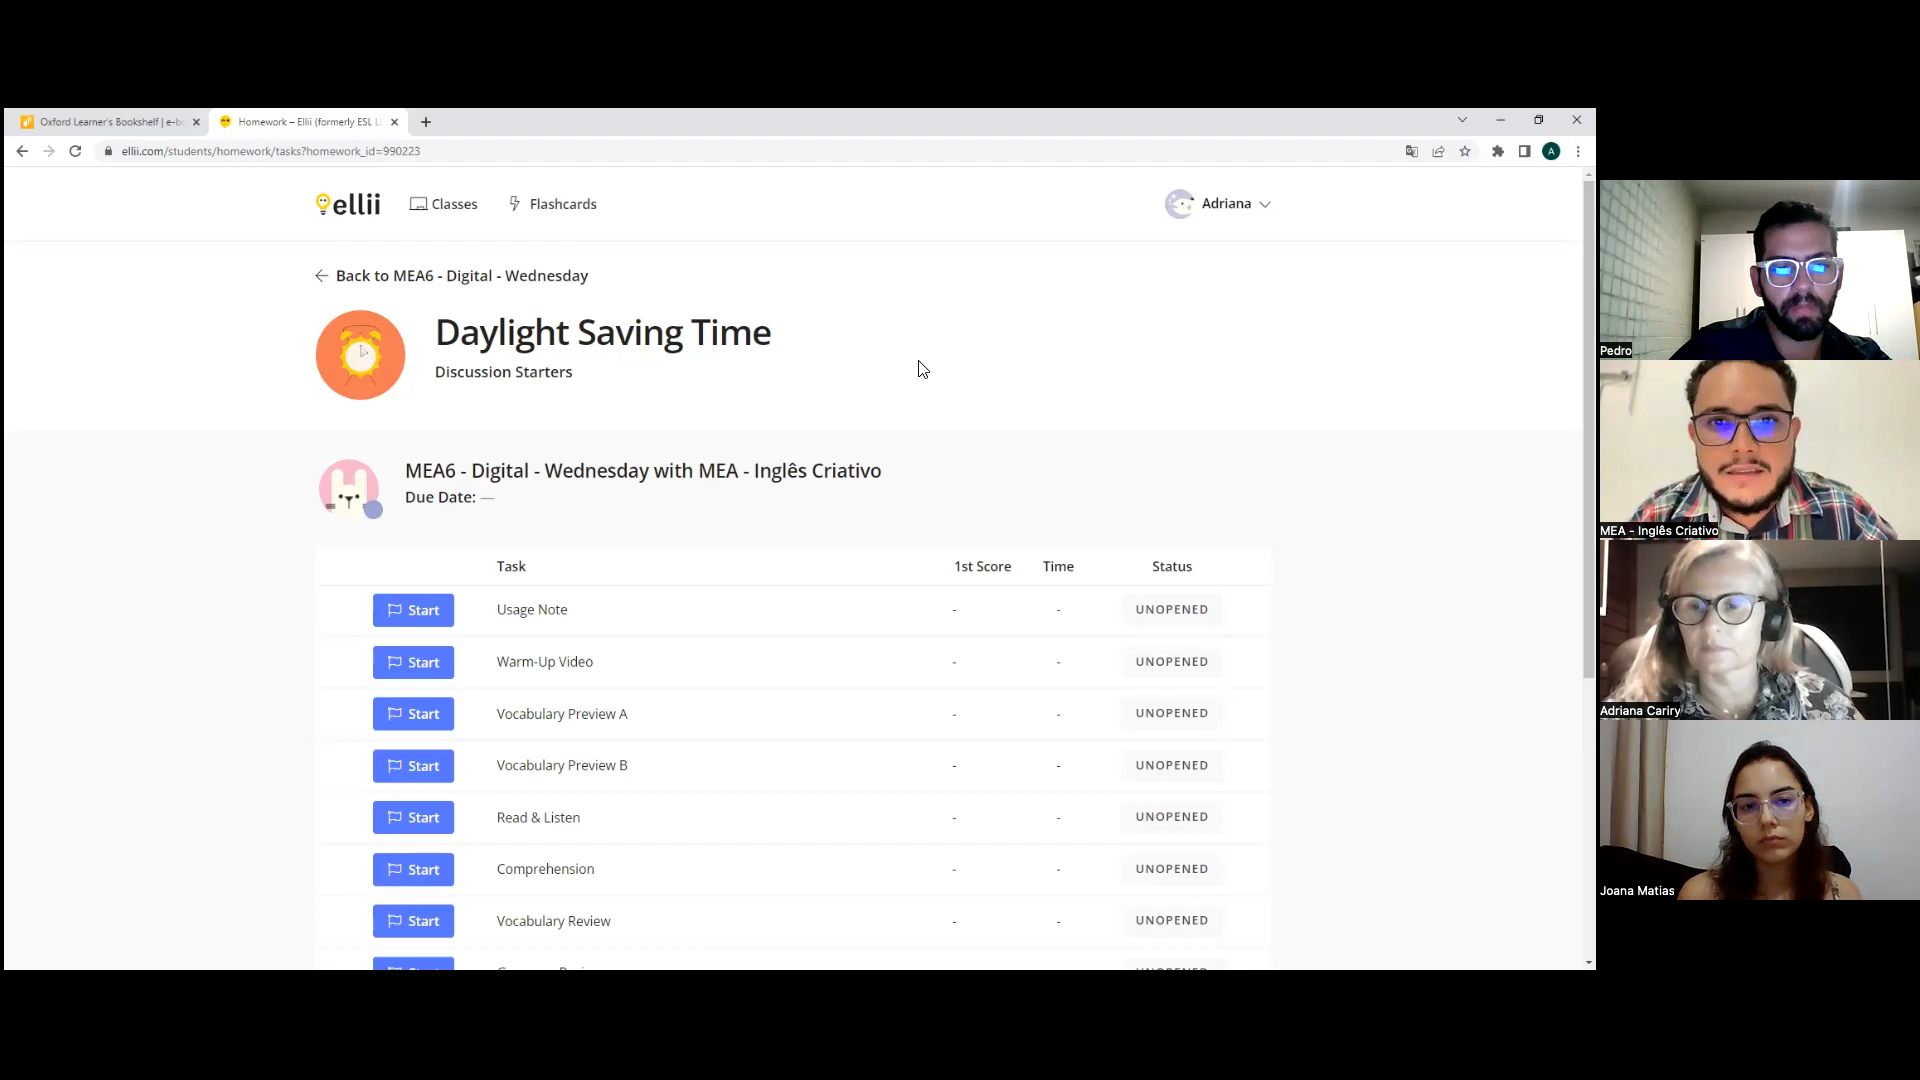 Oxford Learner's Bookshelf | e-b
Homework – Ellii (formerly ESL Li
ellii.com/students/homework/tasks?homework_id=990223
A
ellii
Classes
Flashcards
Adriana
Back to MEA6 - Digital - Wednesday
Daylight Saving Time
Discussion Starters
MEA6 - Digital - Wednesday with MEA - Inglês Criativo
Due Date: —
Task 1st Score Time Status
Start Usage Note - - UNOPENED
Start Warm-Up Video - - UNOPENED
Start Vocabulary Preview A - - UNOPENED
Start Vocabulary Preview B - - UNOPENED
Start Read & Listen - - UNOPENED
Start Comprehension - - UNOPENED
Start Vocabulary Review - - UNOPENED
Pedro
MEA - Inglês Criativo
Adriana Cariry
Joana Matias